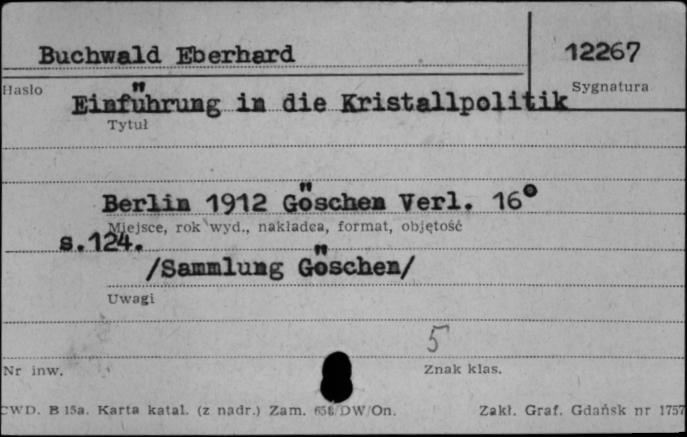 Buchwald Eberhard
12267
Hasło
Sygnatura
Einführung in die Kristallpolitik
Tytuł
Berlin 1912 Göschen Verl. 16°
Miejsce, rok wyd., nakładca, format, objętość
s.124.
/Sammlung Göschen/
Uwagi
5
Nr inw.
Znak klas.
CWD. B 15a. Karta katal. (z nadr.) Zam. 658/DW/On.
Zakł. Graf. Gdańsk nr 1757